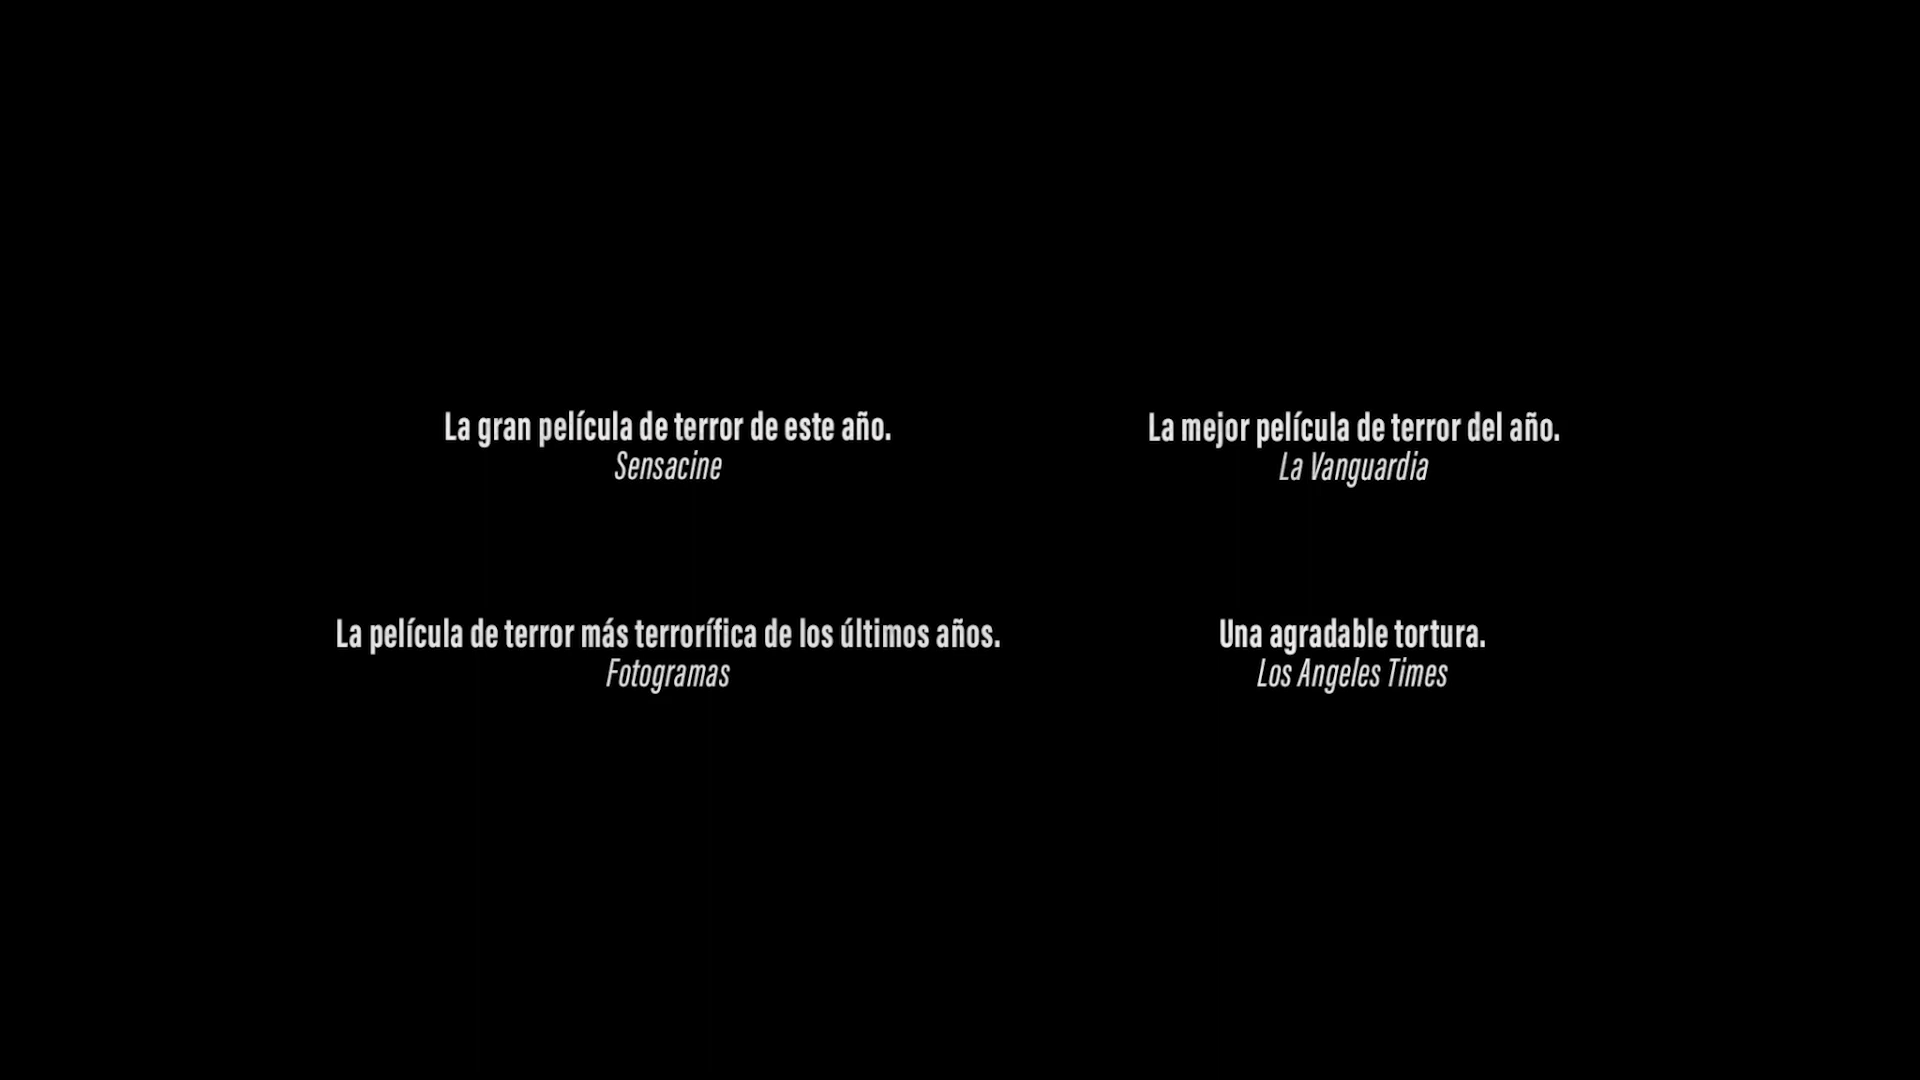 La gran película de terror de este año.
Sensacine
La mejor película de terror del año.
La Vanguardia
La película de terror más terrorífica de los últimos años.
Fotogramas
Una agradable tortura.
Los Angeles Times